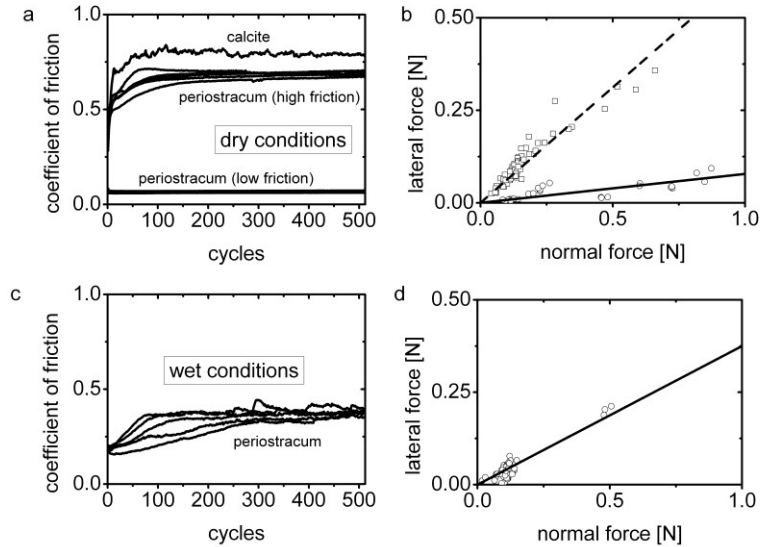 a
coefficient of friction
1.0
0.5
0.0
calcite
periostracum (high friction)
dry conditions
periostracum (low friction)
0 100 200 300 400 500
cycles
b
lateral force [N]
0.50
0.25
0.00
0.0 0.5 1.0
normal force [N]
c
coefficient of friction
1.0
0.5
0.0
wet conditions
periostracum
0 100 200 300 400 500
cycles
d
lateral force [N]
0.50
0.25
0.00
0.0 0.5 1.0
normal force [N]